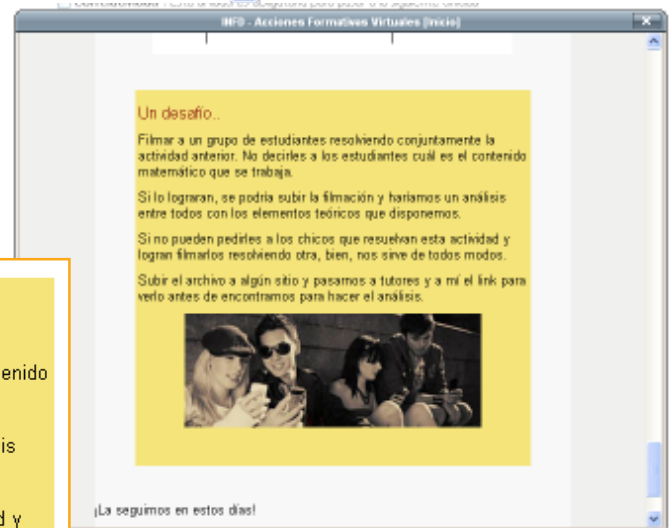 INFD - Acciones Formativas Virtuales [Inicio]
Un desafío..
Filmar a un grupo de estudiantes resolviendo conjuntamente la
actividad anterior. No decirles a los estudiantes cuál es el contenido
matemático que se trabaja.
Si lo lograran, se podría subir la filmación y haríamos un análisis
entre todos con los elementos teóricos que disponemos.
Si no pueden pedirles a los chicos que resuelvan esta actividad y
logran filmarlos resolviendo otra, bien, nos sirve de todos modos.
Subir el archivo a algún sitio y pasarnos a tutores y a mí el link para
verlo antes de encontrarnos para hacer el análisis.
¡La seguimos en estos días!
enido
is
d y